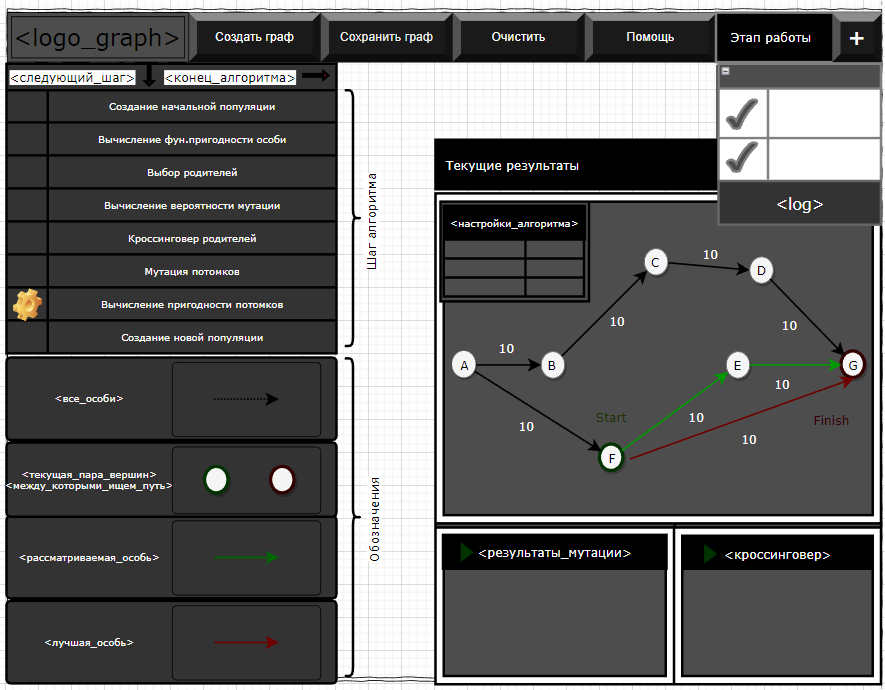 <logo_graph>
Создать граф
Сохранить граф
Очистить
Помощь
Этап работы
+
<следующий_шаг>
<конец_алгоритма>
Создание начальной популяции
Вычисление фун.пригодности особи
Выбор родителей
Вычисление вероятности мутации
Кроссинговер родителей
Мутация потомков
Вычисление пригодности потомков
Создание новой популяции
Шаг алгоритма
<все_особи>
<текущая_пара_вершин>
<между_которыми_ищем_путь>
<рассматриваемая_особь>
<лучшая_особь>
Обозначения
<log>
Текущие результаты
<настройки_алгоритма>
C
10
D
10
10
10
A
B
E
G
10
Start
10
10
Finish
10
F
<результаты_мутации>
<кроссинговер>